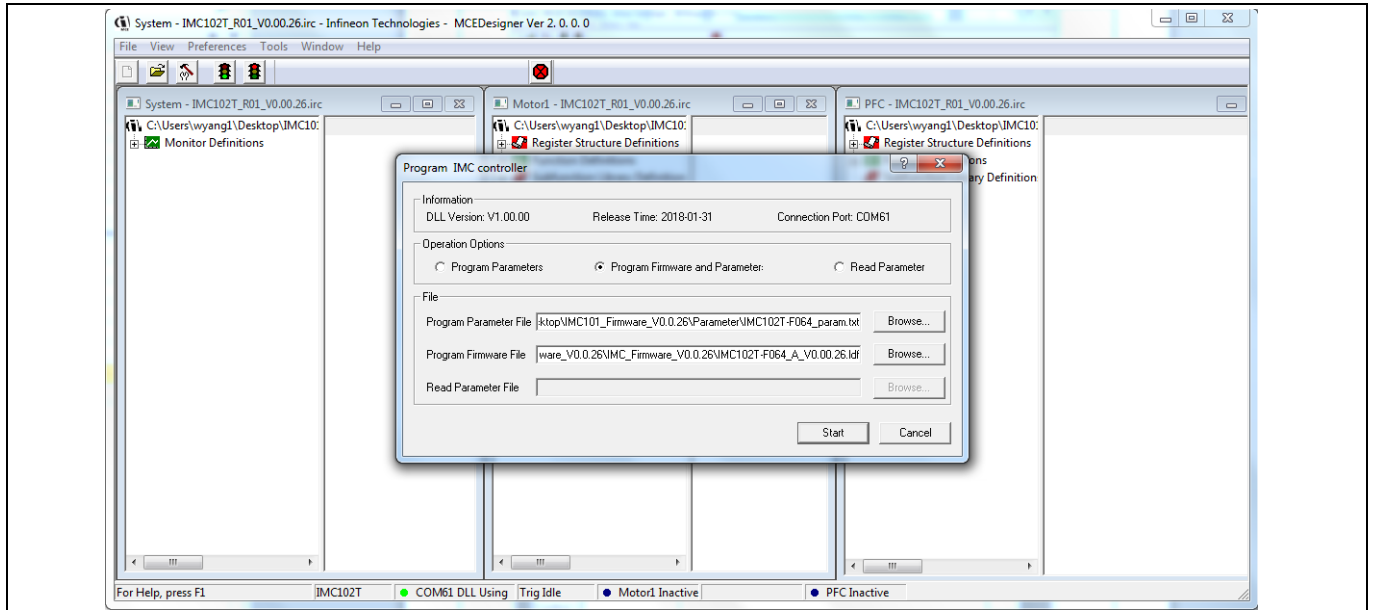 System - IMC102T_R01_V0.00.26.irc - Infineon Technologies - MCEDesigner Ver 2. 0. 0. 0
File View Preferences Tools Window Help
System - IMC102T_R01_V0.00.26.irc
Motor1 - IMC102T_R01_V0.00.26.irc
PFC - IMC102T_R01_V0.00.26.irc
C:\Users\wyang1\Desktop\IMC10:
C:\Users\wyang1\Desktop\IMC10:
C:\Users\wyang1\Desktop\IMC10:
Monitor Definitions
Register Structure Definitions
Register Structure Definitions
ons
ary Definition
Program IMC controller
Information
DLL Version: V1.00.00 Release Time: 2018-01-31 Connection Port: COM61
Operation Options
Program Parameters Program Firmware and Parameter: Read Parameter
File
Program Parameter File ktop\IMC101_Firmware_V0.0.26\Parameter\IMC102T-F064_param.txt Browse...
Program Firmware File ware_V0.0.26\IMC_Firmware_V0.0.26\IMC102T-F064_A_V0.00.26.ldf Browse...
Read Parameter File Browse...
Start Cancel
For Help, press F1 IMC102T COM61 DLL Using Trig Idle Motor1 Inactive PFC Inactive